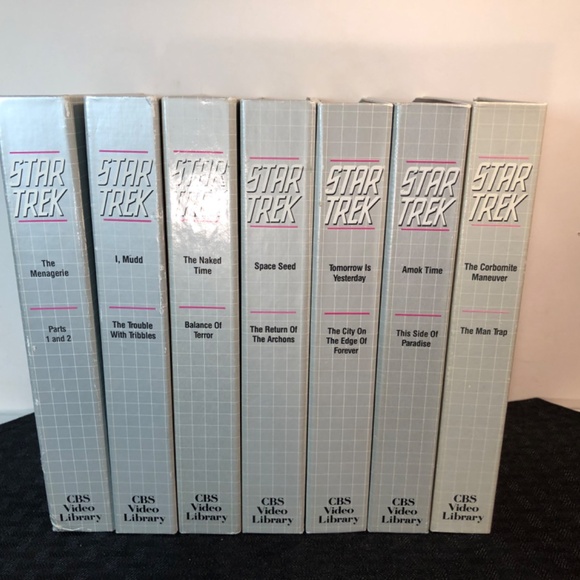 STAR
TREK
The
Menagerie
Parts
1 and 2
CBS
Video
Library
STAR
TREK
I, Mudd
The Trouble
With Tribbles
CBS
Video
Library
STAR
TREK
The Naked
Time
Balance Of
Terror
CBS
Video
Library
STAR
TREK
Space Seed
The Return Of
The Archons
CBS
Video
Library
STAR
TREK
Tomorrow Is
Yesterday
The City On
The Edge Of
Forever
CBS
Video
Library
STAR
TREK
Amok Time
This Side Of
Paradise
CBS
Video
Library
STAR
TREK
The Corbomite
Maneuver
The Man Trap
CBS
Video
Library